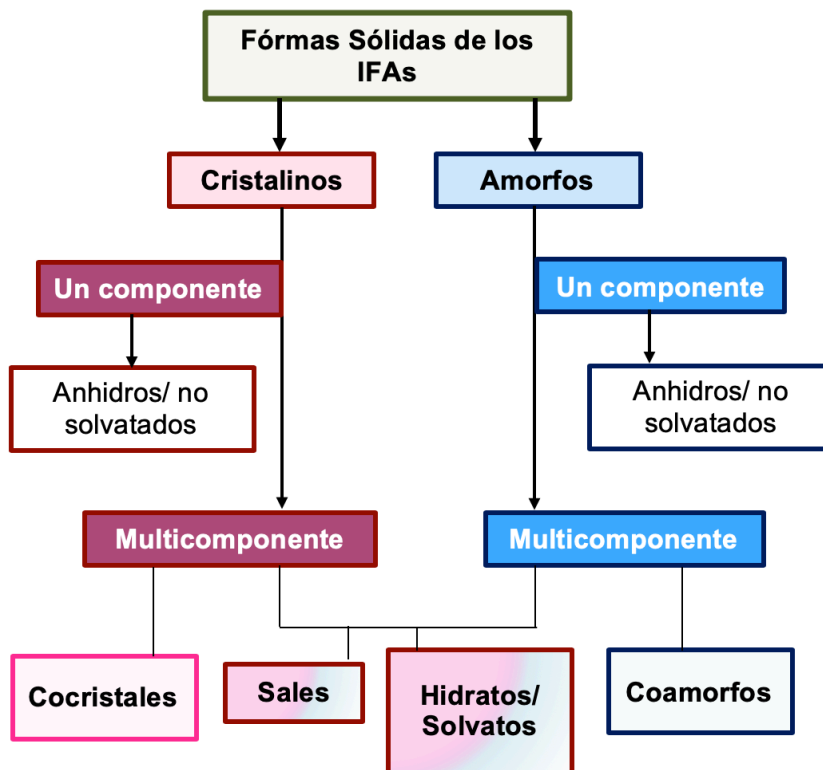 Fórmas Sólidas de los
IFAs
Cristalinos
Amorfos
Un componente
Un componente
Anhidros/ no
solvatados
Anhidros/ no
solvatados
Multicomponente
Multicomponente
Cocristales
Sales
Hidratos/
Solvatos
Coamorfos